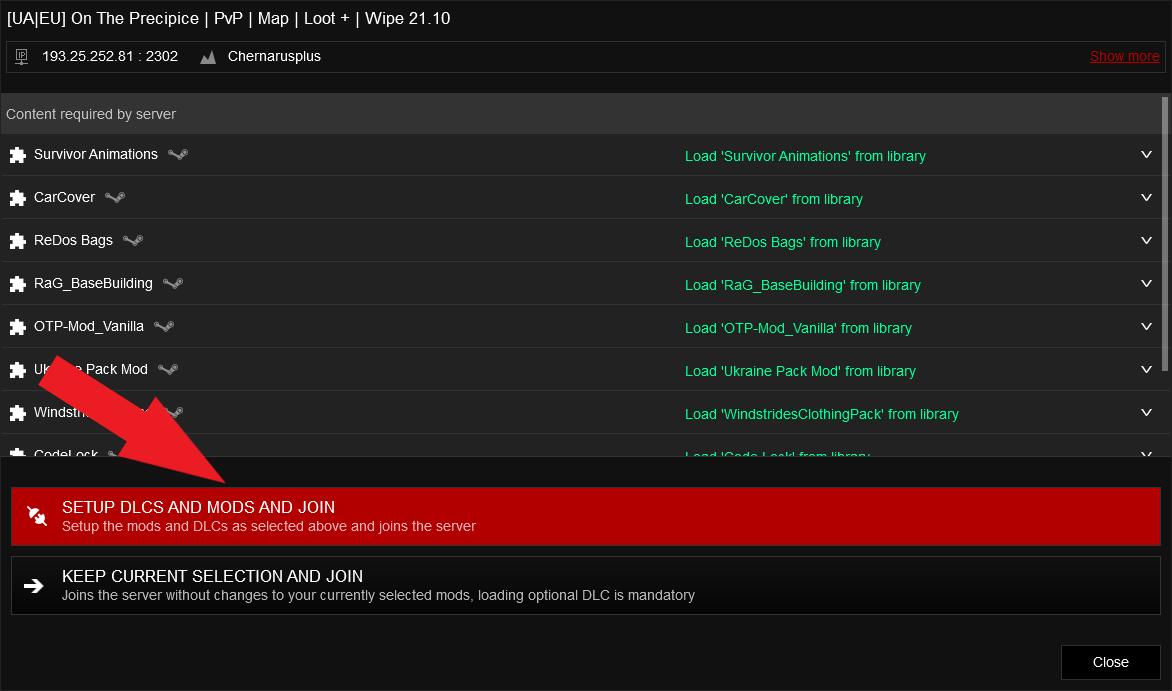 [UA|EU] On The Precipice | PvP | Map | Loot + | Wipe 21.10
IP 193.25.252.81 : 2302 Chernarusplus Show more
Content required by server
Survivor Animations Load 'Survivor Animations' from library
CarCover Load 'CarCover' from library
ReDos Bags Load 'ReDos Bags' from library
RaG_BaseBuilding Load 'RaG_BaseBuilding' from library
OTP-Mod_Vanilla Load 'OTP-Mod_Vanilla' from library
Pack Mod Load 'Ukraine Pack Mod' from library
Load 'WindstridesClothingPack' from library
CodeLock Load 'Code Lock' from library
SETUP DLCS AND MODS AND JOIN
Setup the mods and DLCs as selected above and joins the server
KEEP CURRENT SELECTION AND JOIN
Joins the server without changes to your currently selected mods, loading optional DLC is mandatory
Close